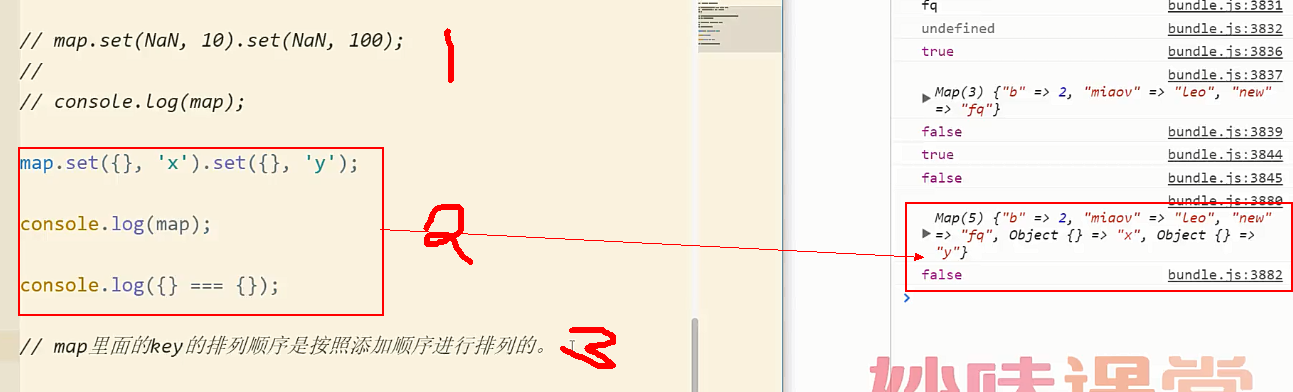 // map.set(NaN, 10).set(NaN, 100);
//
// console.log(map);
map.set({}, 'x').set({}, 'y');
console.log(map);
console.log({} === {});
// map里面的key的排列顺序是按照添加顺序进行排列的。
1
2
3
fq bundle.js:3831
undefined bundle.js:3832
true bundle.js:3836
bundle.js:3837
▶ Map(3) {"b" => 2, "miaov" => "leo", "new"
=> "fq"}
false bundle.js:3839
true bundle.js:3844
false bundle.js:3845
bundle.js:3880
▶ Map(5) {"b" => 2, "miaov" => "leo", "new"
=> "fq", Object {} => "x", Object {} =>
"y"}
false bundle.js:3882
>
妙味课堂